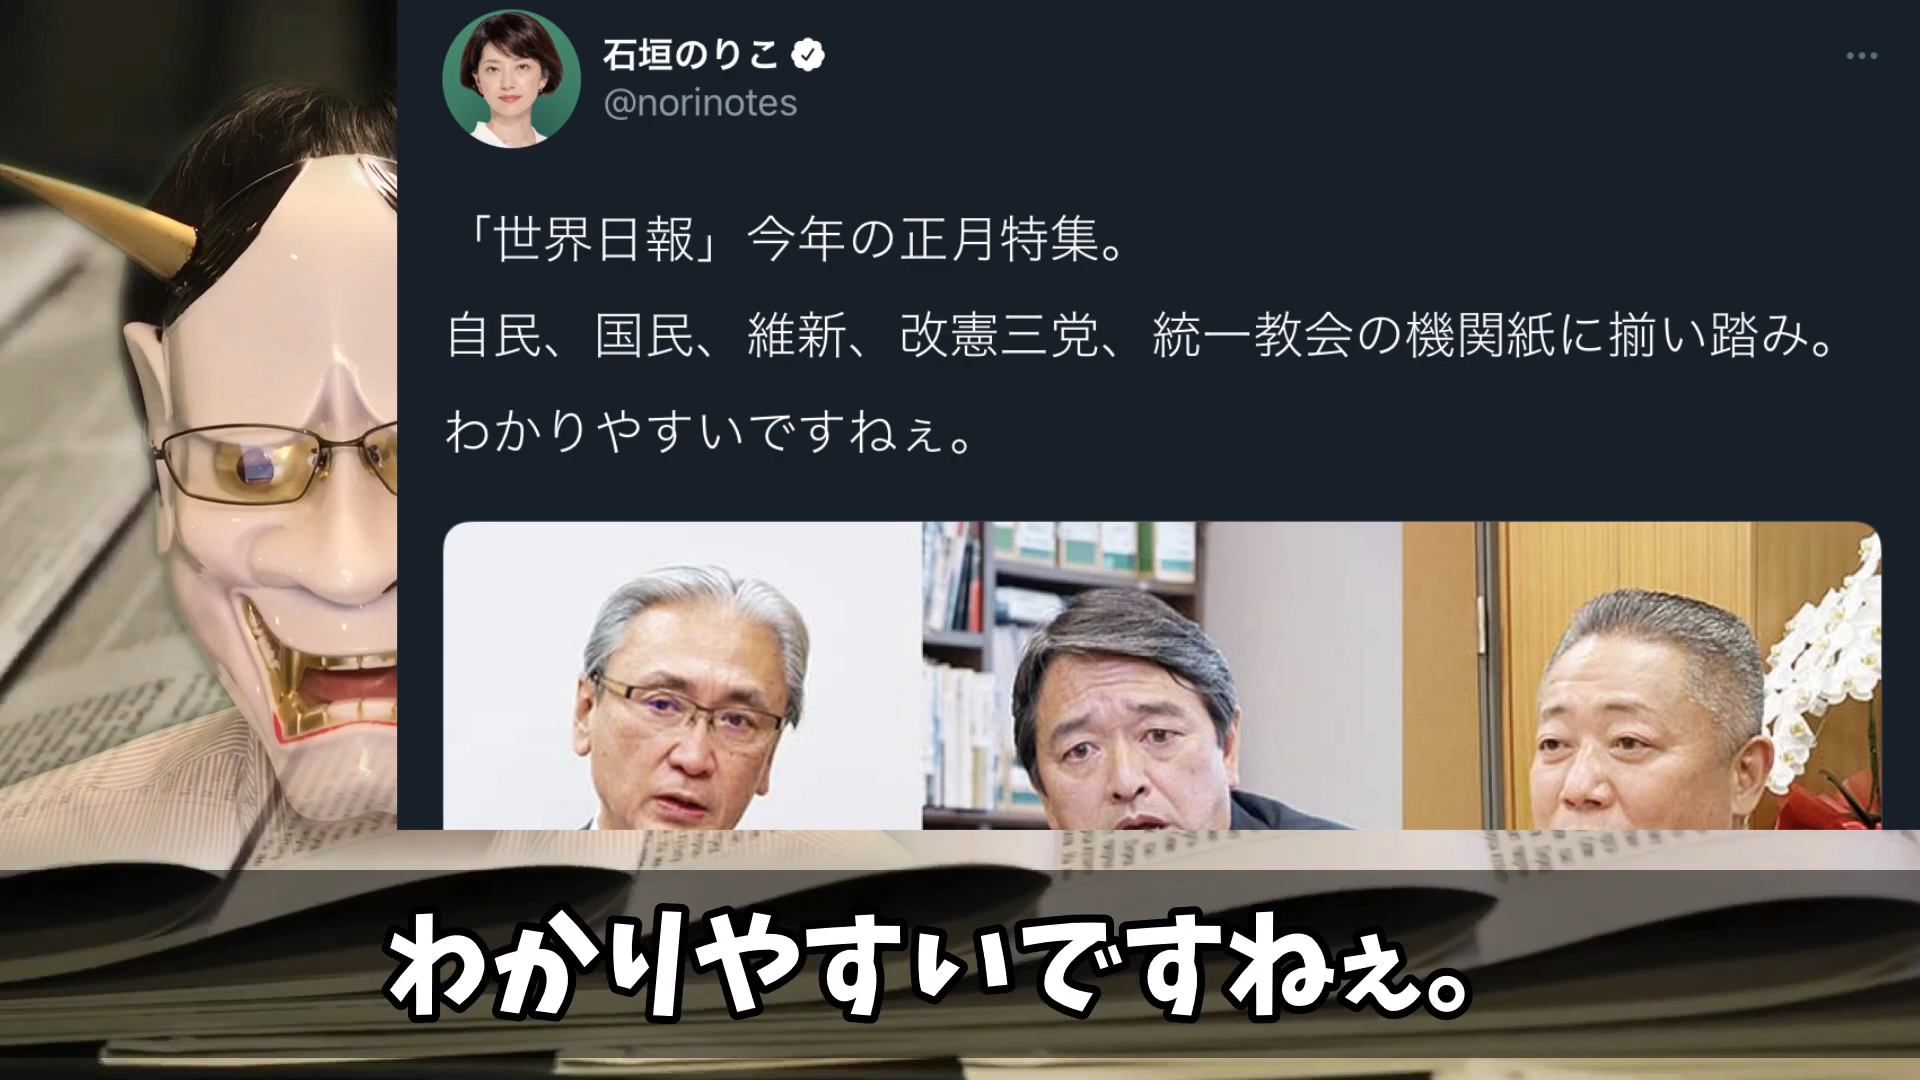 石垣のりこ
@norinotes
「世界日報」今年の正月特集。
自民、国民、維新、改憲三党、統一教会の機関紙に揃い踏み。
わかりやすいですねぇ。
わかりやすいですねぇ。